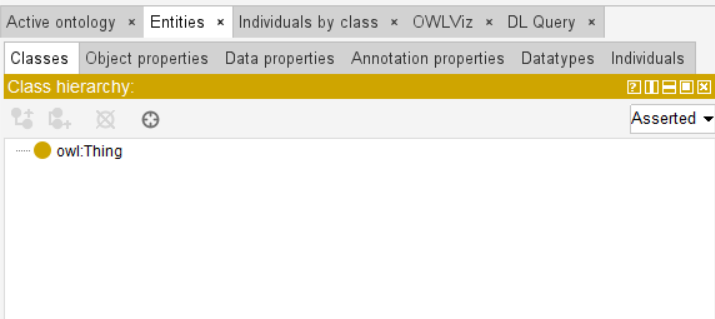 Active ontology × Entities × Individuals by class × OWLViz × DL Query ×
Classes Object properties Data properties Annotation properties Datatypes Individuals
Class hierarchy:
Asserted
owl:Thing